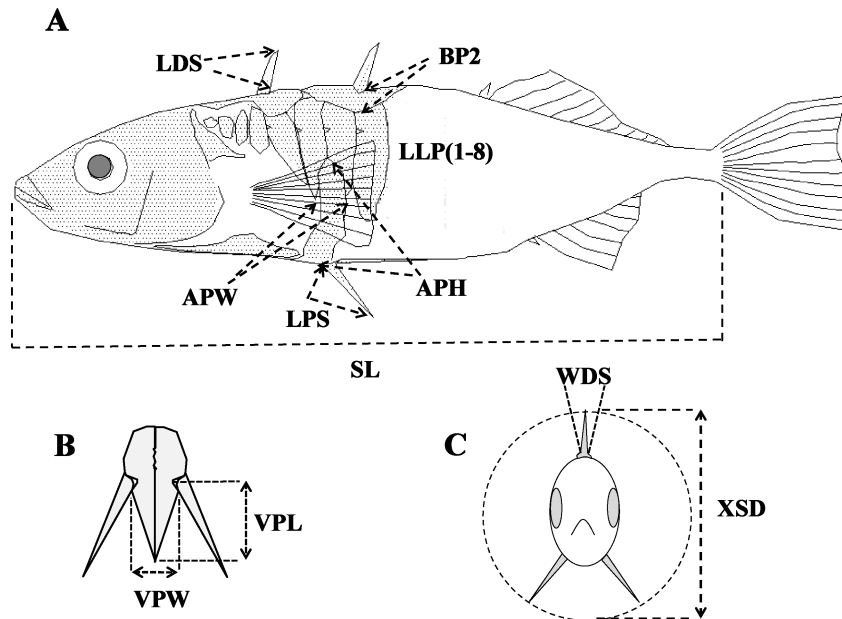 A
LDS
BP2
LLP(1-8)
APW
APH
LPS
SL
WDS
B
C
VPL
XSD
VPW